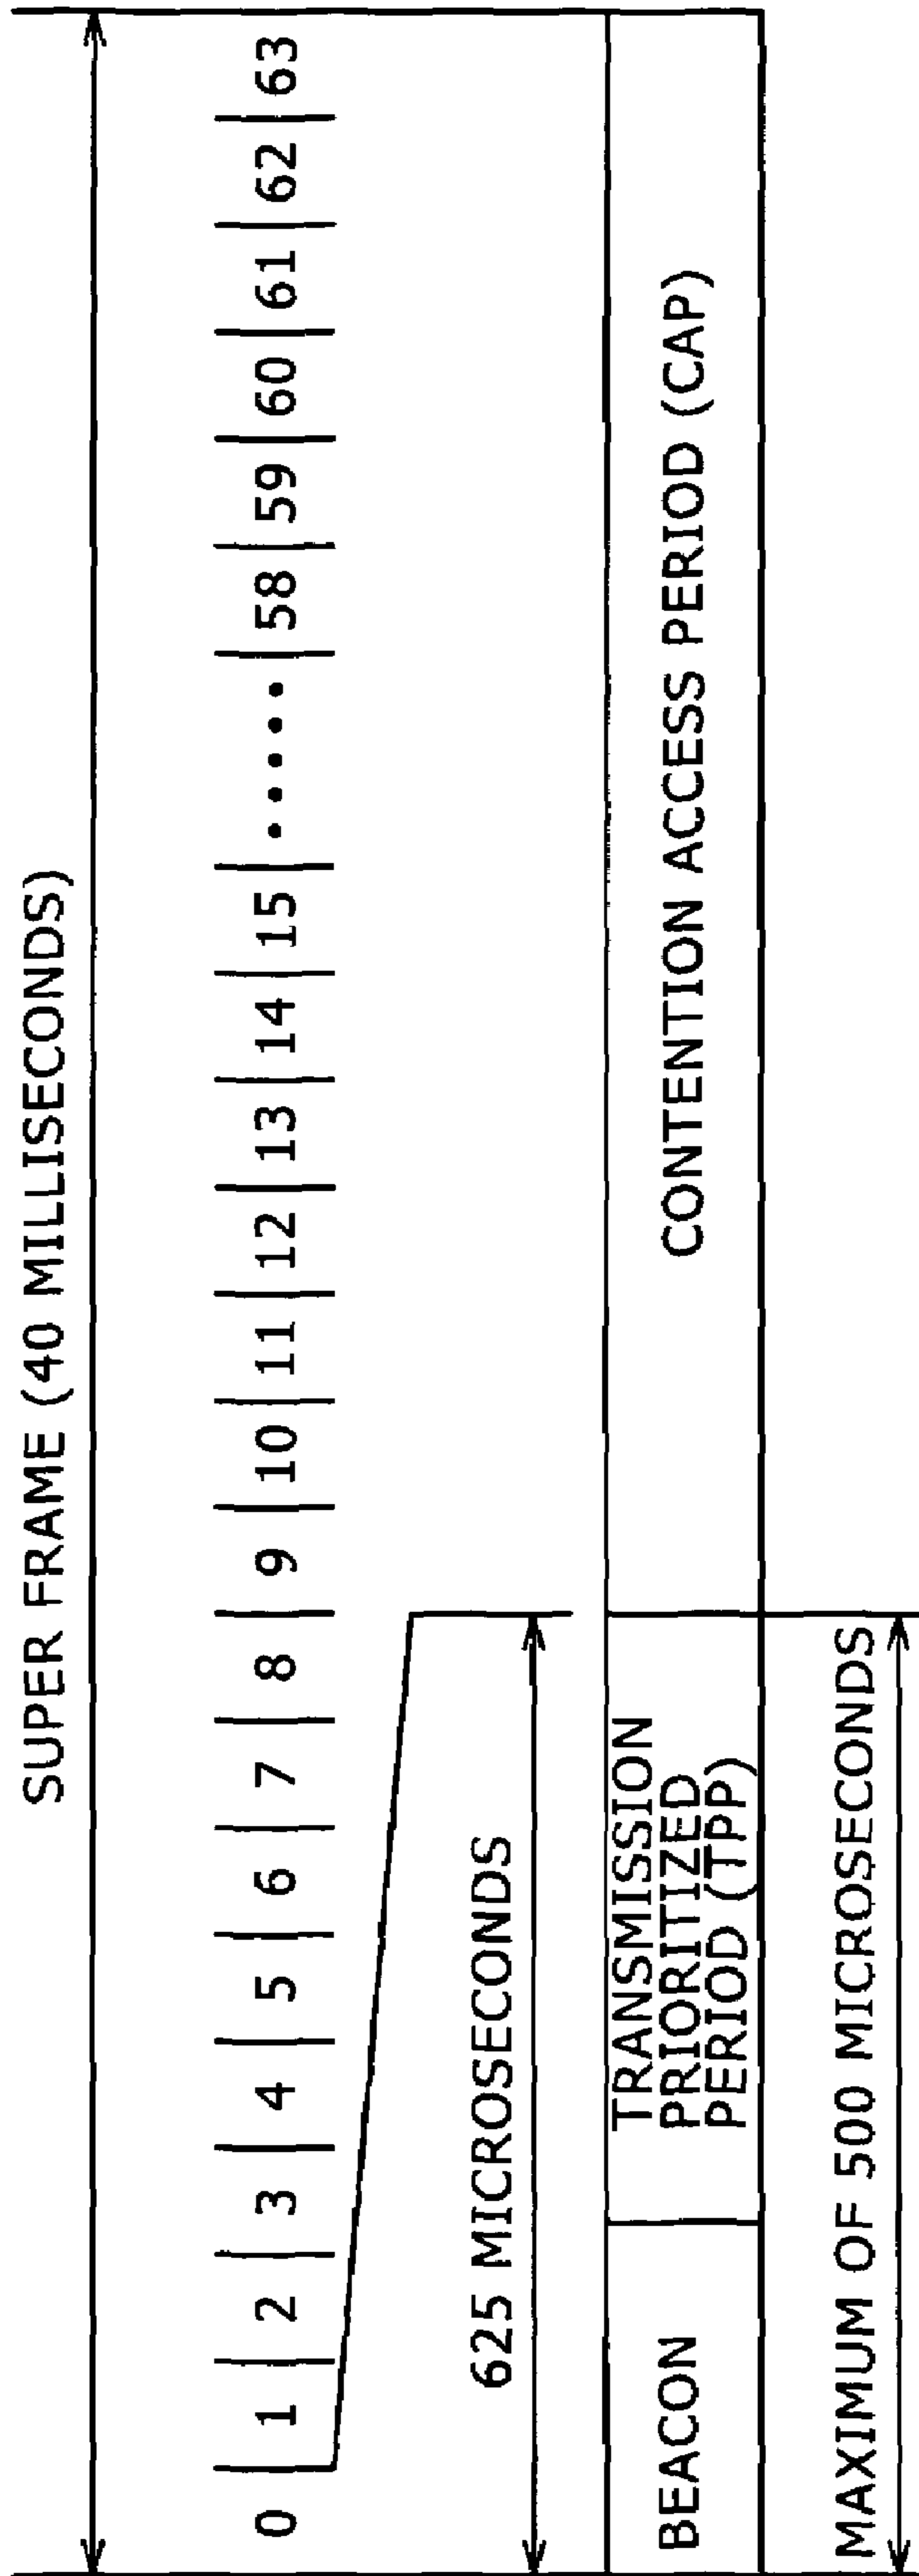 SUPER FRAME (40 MILLISECONDS)
0 1 2 3 4 5 6 7 8 9 10 11 12 13 14 15 ••••• 58 59 60 61 62 63
625 MICROSECONDS
BEACON
TRANSMISSION
PRIORITIZED
PERIOD (TPP)
CONTENTION ACCESS PERIOD (CAP)
MAXIMUM OF 500 MICROSECONDS